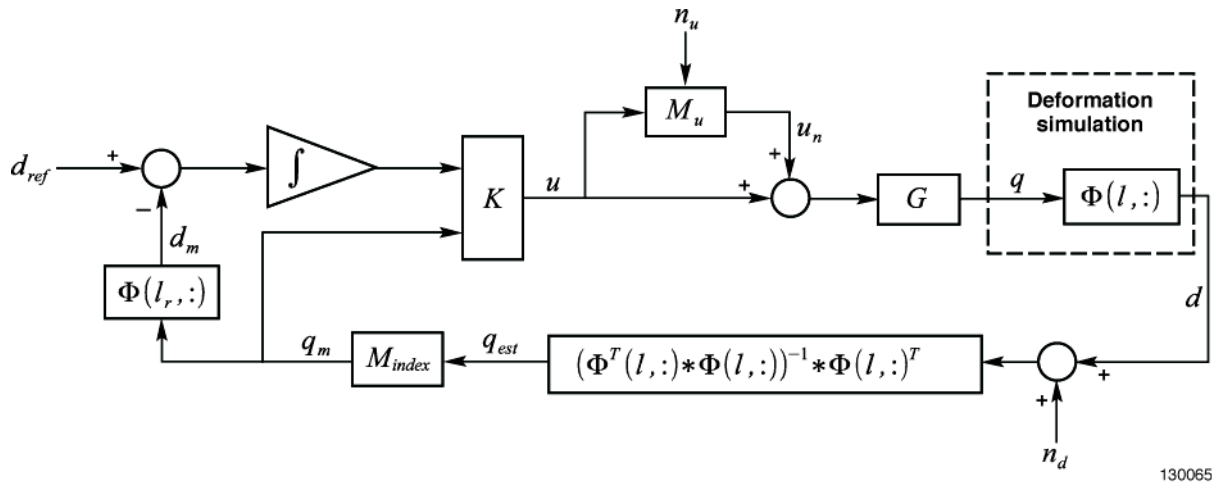 n_u
Deformation
simulation
M_u
u_n
+
d_ref
+
∫
K
u
+
G
q
Φ(l,:)
−
d_m
Φ(l_r,:)
d
q_m
M_index
q_est
(Φ^T(l,:)*Φ(l,:))^{-1}*Φ(l,:)^T
+
+
n_d
130065